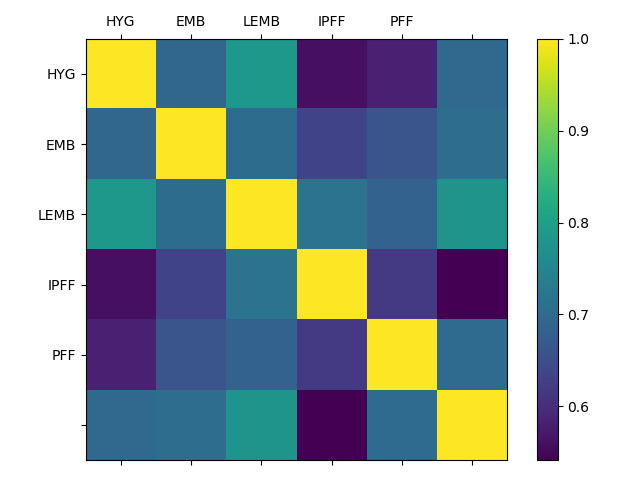 HYG EMB LEMB IPFF PFF
HYG
EMB
LEMB
IPFF
PFF
1.0
0.9
0.8
0.7
0.6